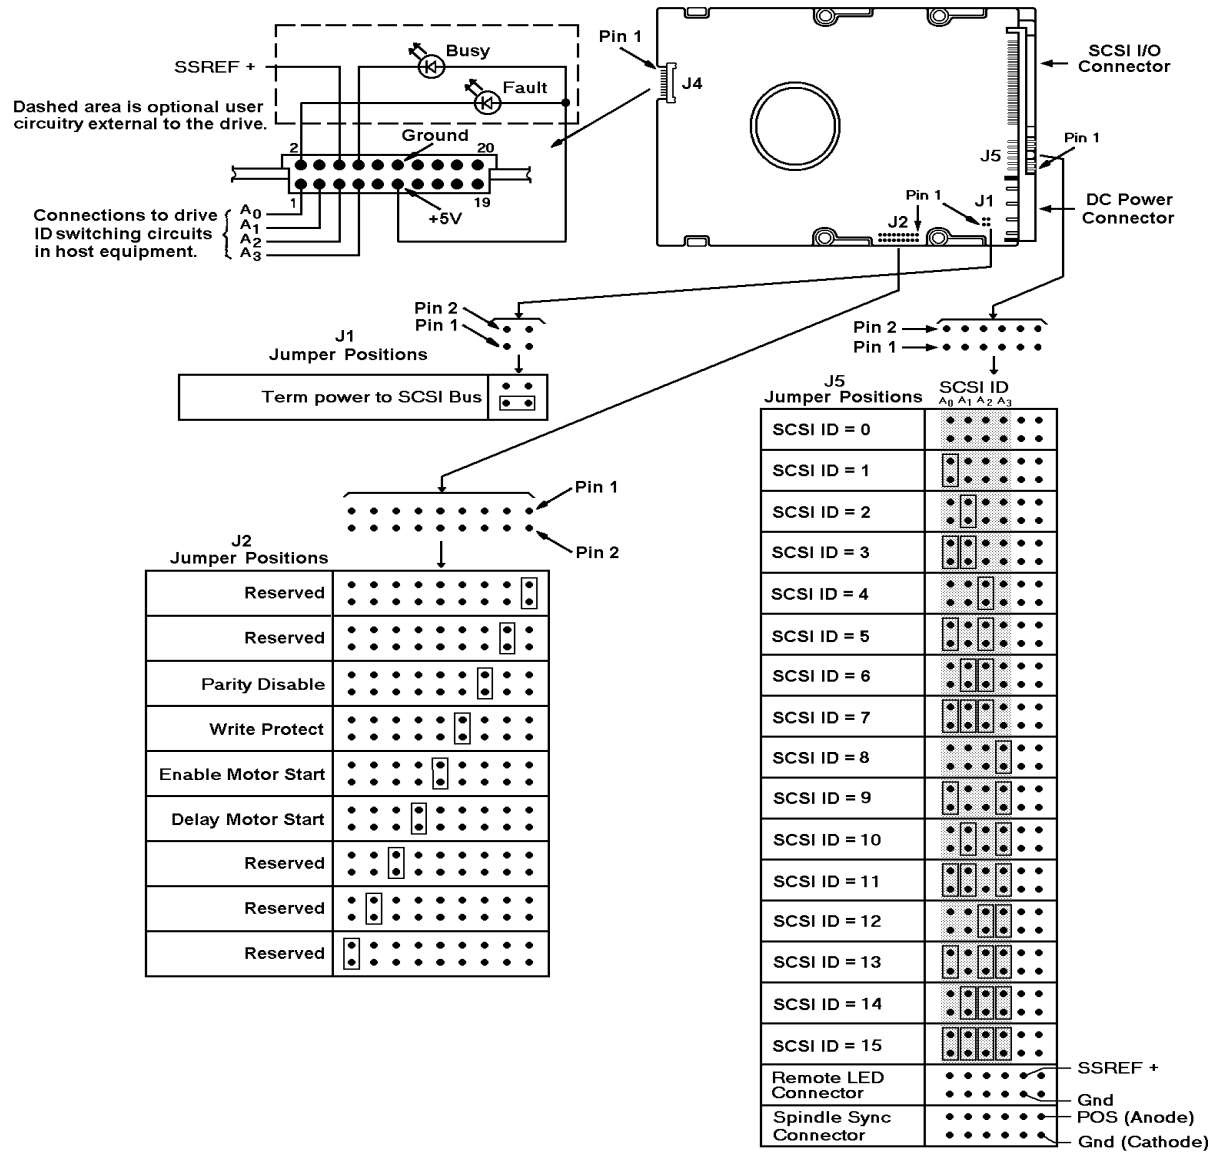 Busy
SSREF +
Fault
Dashed area is optional user
circuitry external to the drive.
Ground
2
20
1
19
+5V
Connections to drive
ID switching circuits
in host equipment.
A0
A1
A2
A3
Pin 1
J4
SCSI I/O
Connector
Pin 1
J5
Pin 1
J1
J2
DC Power
Connector
Pin 2
Pin 1
J1
Jumper Positions
Term power to SCSI Bus
Pin 1
Pin 2
J2
Jumper Positions
Reserved
Reserved
Parity Disable
Write Protect
Enable Motor Start
Delay Motor Start
Reserved
Reserved
Reserved
Pin 2
Pin 1
J5
Jumper Positions
SCSI ID
A0 A1 A2 A3
SCSI ID = 0
SCSI ID = 1
SCSI ID = 2
SCSI ID = 3
SCSI ID = 4
SCSI ID = 5
SCSI ID = 6
SCSI ID = 7
SCSI ID = 8
SCSI ID = 9
SCSI ID = 10
SCSI ID = 11
SCSI ID = 12
SCSI ID = 13
SCSI ID = 14
SCSI ID = 15
Remote LED
Connector
SSREF +
Gnd
Spindle Sync
Connector
POS (Anode)
Gnd (Cathode)